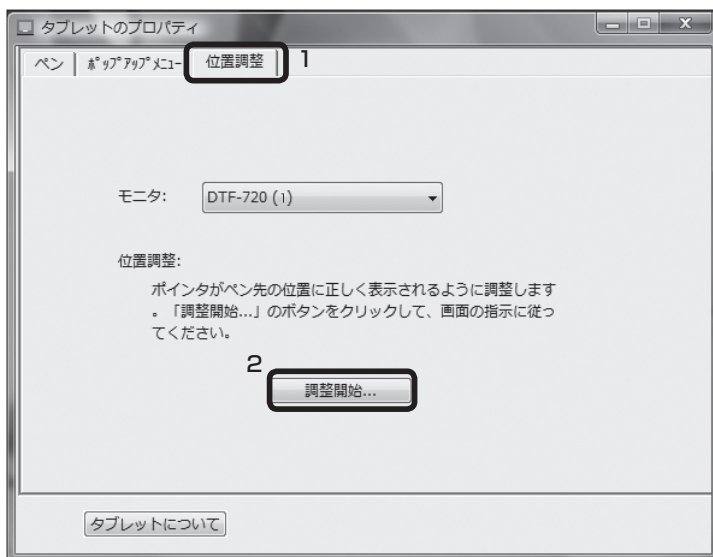 タブレットのプロパティ
ペン
ﾎﾟｯﾌﾟｱｯﾌﾟﾒﾆｭｰ
位置調整
1
モニタ:
DTF-720 (1)
位置調整:
ポインタがペン先の位置に正しく表示されるように調整します
。「調整開始...」のボタンをクリックして、画面の指示に従っ
てください。
2
調整開始...
タブレットについて